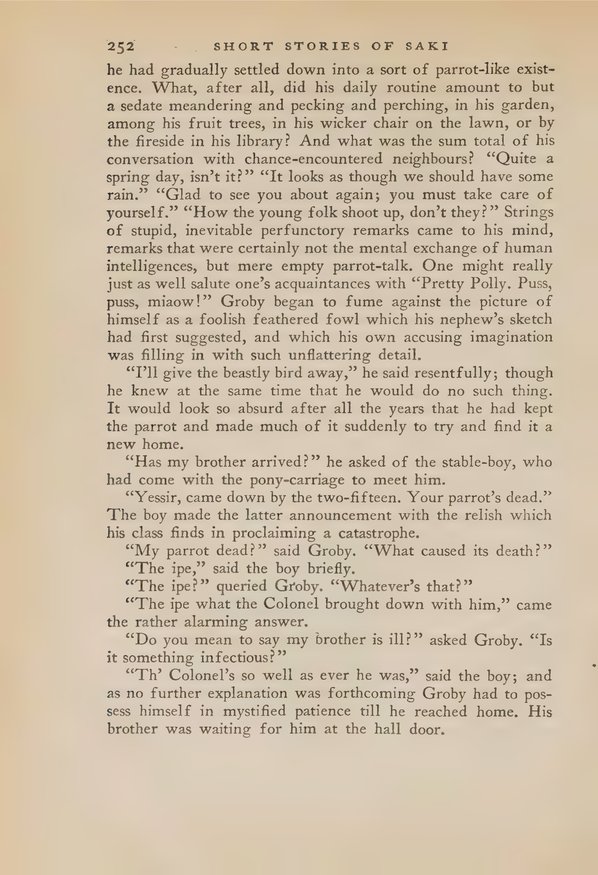 252 SHORT STORIES OF SAKI
he had gradually settled down into a sort of parrot-like exist-
ence. What, after all, did his daily routine amount to but
a sedate meandering and pecking and perching, in his garden,
among his fruit trees, in his wicker chair on the lawn, or by
the fireside in his library? And what was the sum total of his
conversation with chance-encountered neighbours? “Quite a
spring day, isn’t it?” “It looks as though we should have some
rain.” “Glad to see you about again; you must take care of
yourself.” “How the young folk shoot up, don’t they?” Strings
of stupid, inevitable perfunctory remarks came to his mind,
remarks that were certainly not the mental exchange of human
intelligences, but mere empty parrot-talk. One might really
just as well salute one’s acquaintances with “Pretty Polly. Puss,
puss, miaow!” Groby began to fume against the picture of
himself as a foolish feathered fowl which his nephew’s sketch
had first suggested, and which his own accusing imagination
was filling in with such unflattering detail.
“I’ll give the beastly bird away,” he said resentfully; though
he knew at the same time that he would do no such thing.
It would look so absurd after all the years that he had kept
the parrot and made much of it suddenly to try and find it a
new home.
“Has my brother arrived?” he asked of the stable-boy, who
had come with the pony-carriage to meet him.
“Yessir, came down by the two-fifteen. Your parrot’s dead.”
The boy made the latter announcement with the relish which
his class finds in proclaiming a catastrophe.
“My parrot dead?” said Groby. “What caused its death?”
“The ipe,” said the boy briefly.
“The ipe?” queried Groby. “Whatever’s that?”
“The ipe what the Colonel brought down with him,” came
the rather alarming answer.
“Do you mean to say my brother is ill?” asked Groby. “Is
it something infectious?”
“Th’ Colonel’s so well as ever he was,” said the boy; and
as no further explanation was forthcoming Groby had to pos-
sess himself in mystified patience till he reached home. His
brother was waiting for him at the hall door.